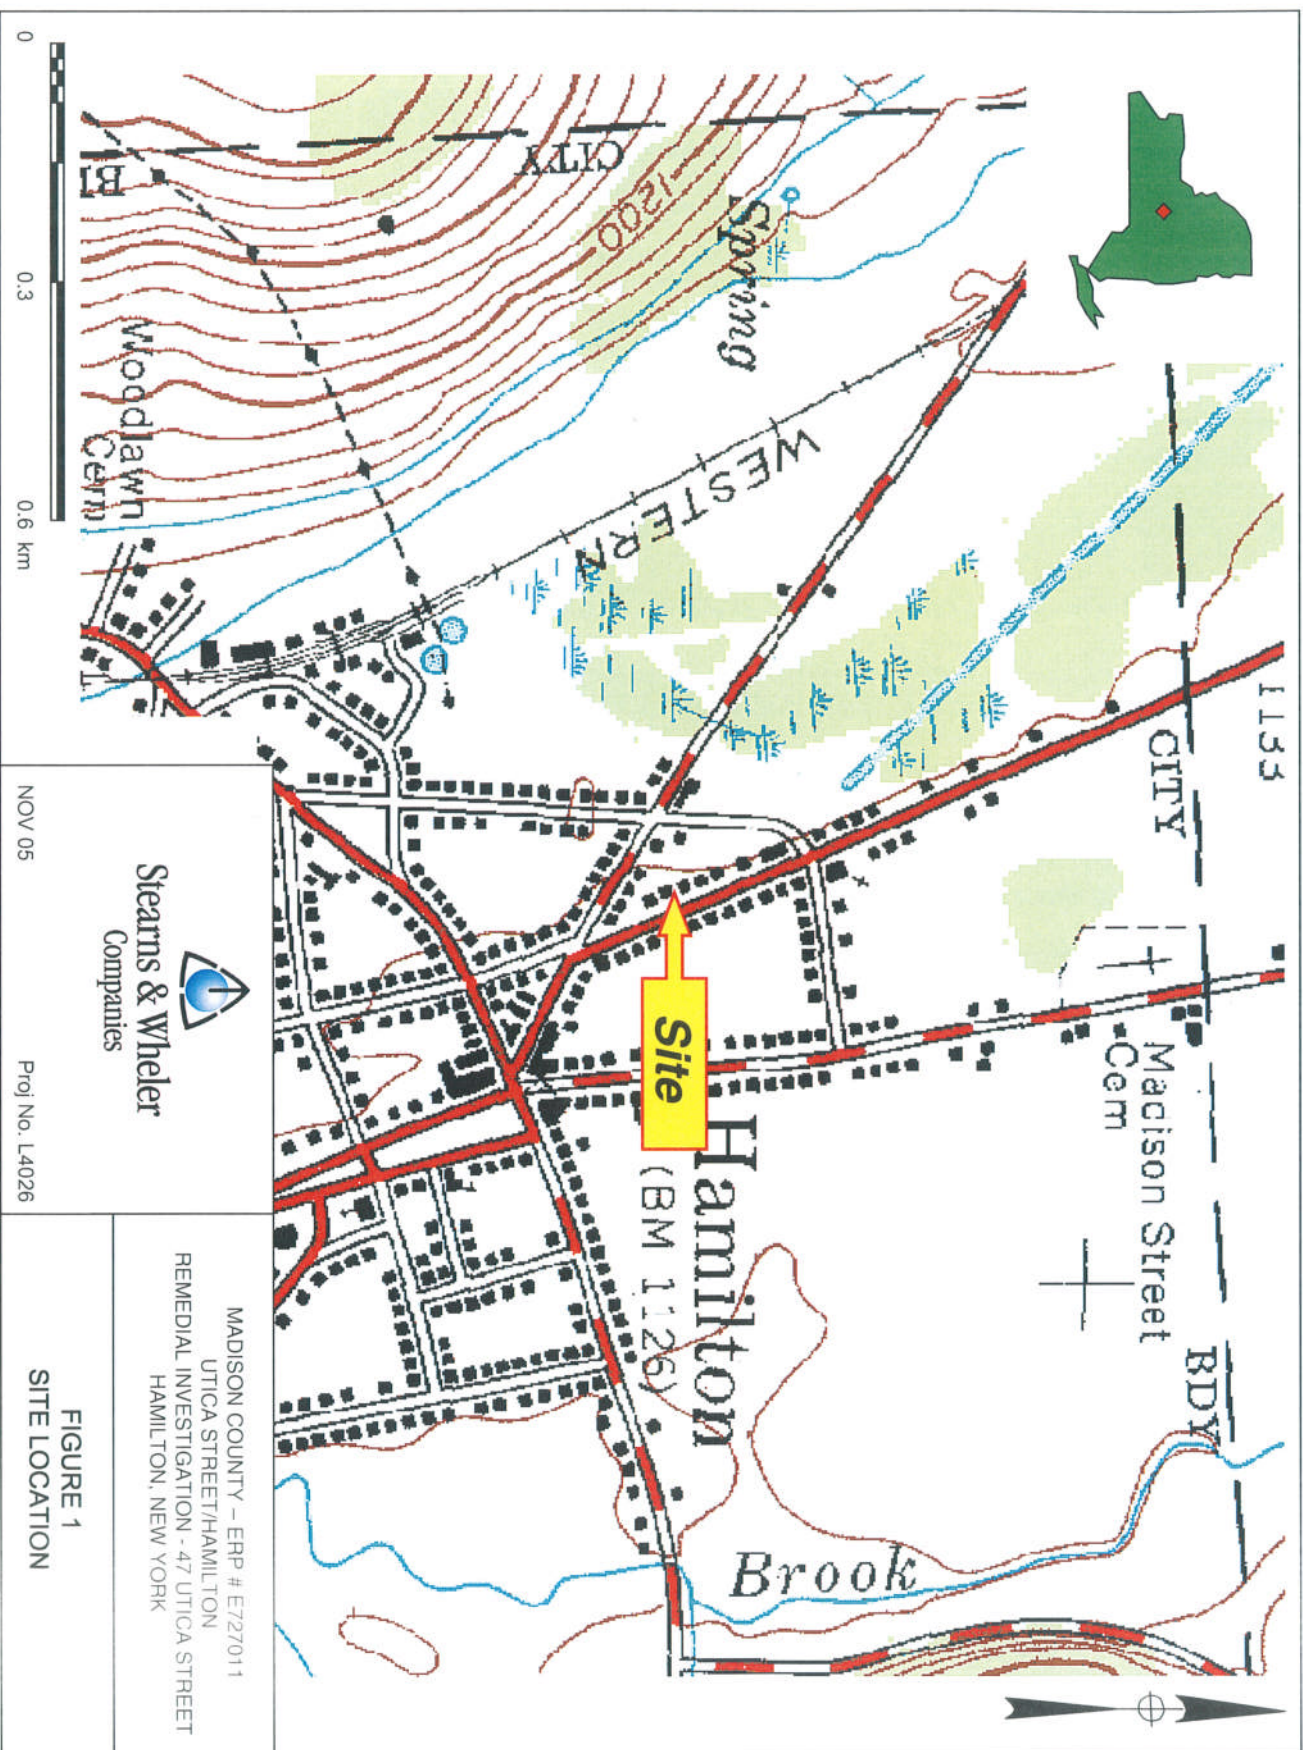 CITY
BDY
1133
Madison Street
Cem
CITY
Spring
1200
WESTERN
Site
Hamilton
(BM 1126)
Brook
Woodlawn
Cem
0
0.3
0.6 km
Stearns & Wheler
Companies
MADISON COUNTY – ERP # E727011
UTICA STREET/HAMILTON
REMEDIAL INVESTIGATION - 47 UTICA STREET
HAMILTON, NEW YORK
NOV 05
Proj No. L4026
FIGURE 1
SITE LOCATION